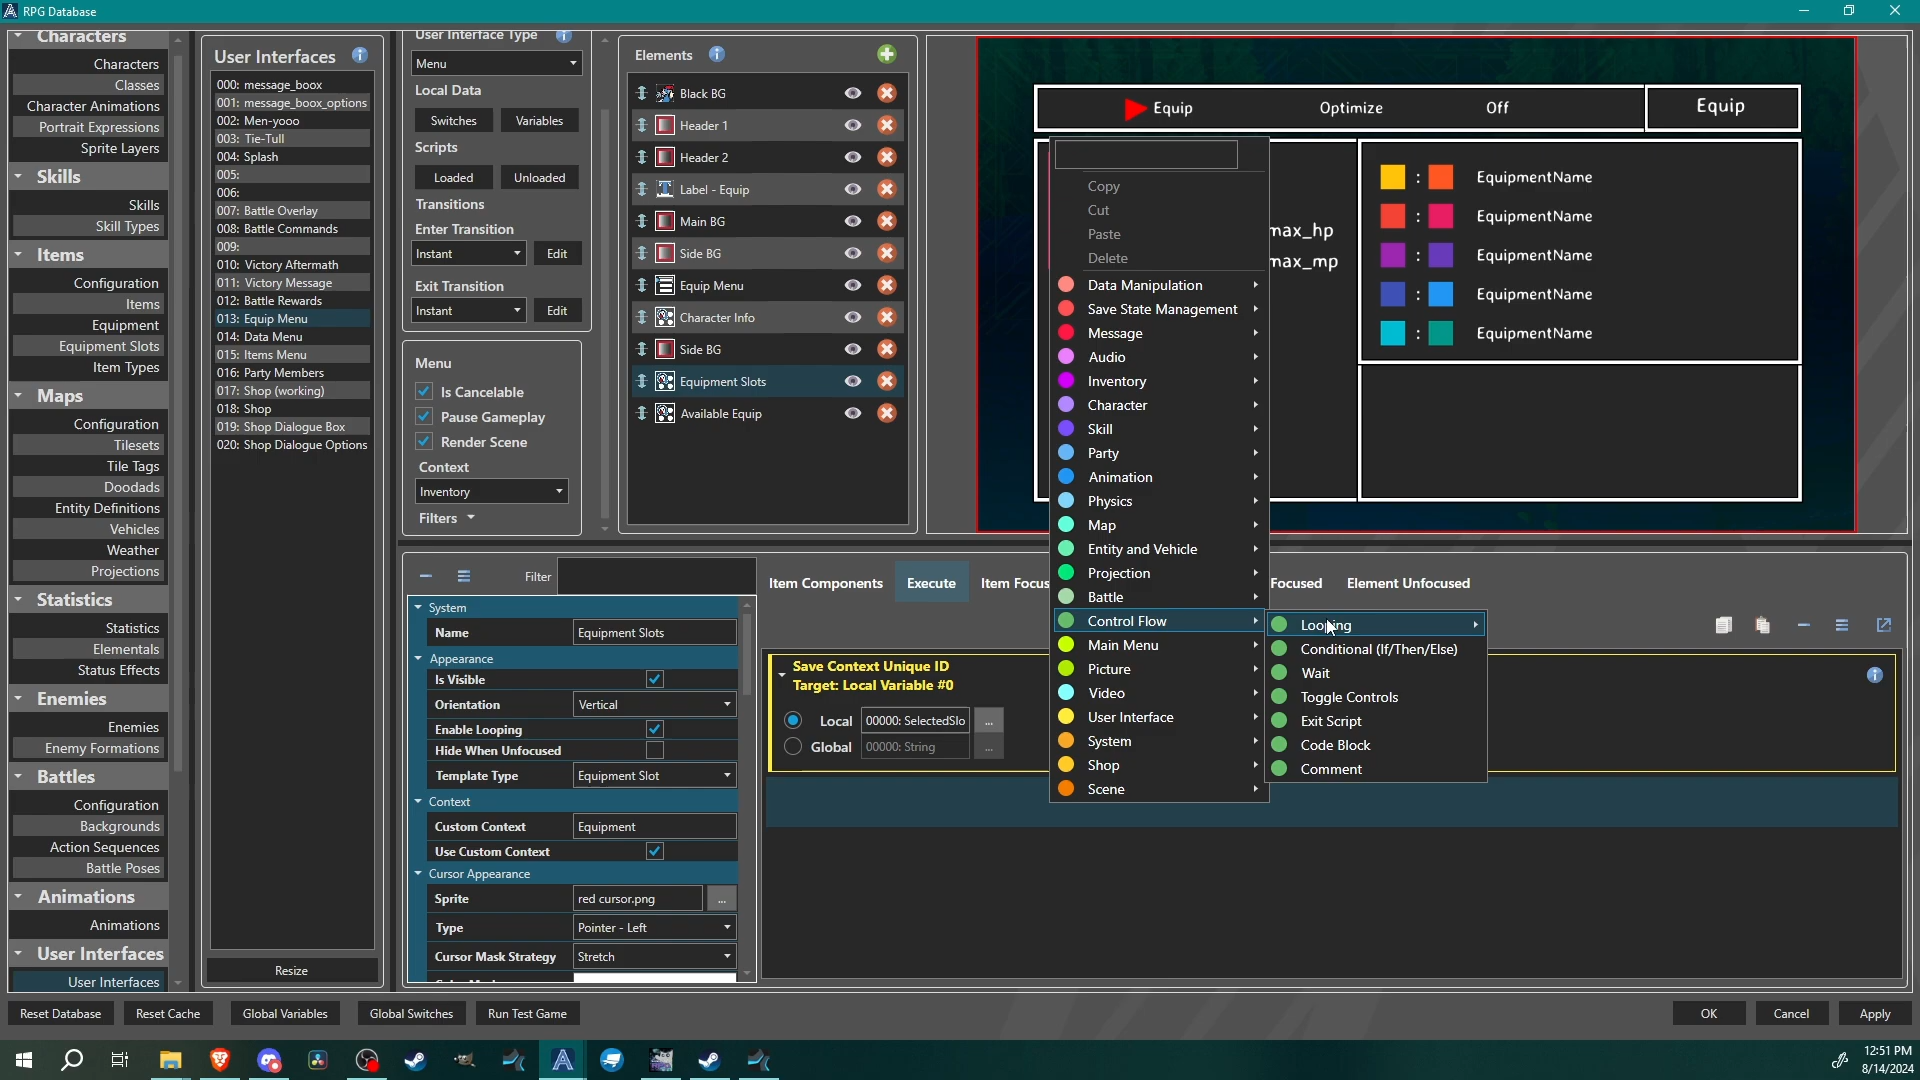 RPG Database
Characters
Characters
Classes
Character Animations
Portrait Expressions
Sprite Layers
Skills
Skills
Skill Types
Items
Configuration
Items
Equipment
Equipment Slots
Item Types
Maps
Configuration
Tilesets
Tile Tags
Doodads
Entity Definitions
Vehicles
Weather
Projections
Statistics
Statistics
Elementals
Status Effects
Enemies
Enemies
Enemy Formations
Battles
Configuration
Backgrounds
Action Sequences
Battle Poses
Animations
Animations
User Interfaces
User Interfaces
User Interfaces
000: message_boox
001: message_boox_options
002: Men-yooo
003: Tie-Tull
004: Splash
005:
006:
007: Battle Overlay
008: Battle Commands
009:
010: Victory Aftermath
011: Victory Message
012: Battle Rewards
013: Equip Menu
014: Data Menu
015: Items Menu
016: Party Members
017: Shop (working)
018: Shop
019: Shop Dialogue Box
020: Shop Dialogue Options
Resize
User Interface Type
Menu
Local Data
Switches Variables
Scripts
Loaded Unloaded
Transitions
Enter Transition
Instant Edit
Exit Transition
Instant Edit
Menu
Is Cancelable
Pause Gameplay
Render Scene
Context
Inventory
Filters
Elements
Black BG
Header 1
Header 2
Label - Equip
Main BG
Side BG
Equip Menu
Character Info
Side BG
Equipment Slots
Available Equip
Equip Optimize Off Equip
max_hp
max_mp
: EquipmentName
: EquipmentName
: EquipmentName
: EquipmentName
: EquipmentName
Copy
Cut
Paste
Delete
Data Manipulation
Save State Management
Message
Audio
Inventory
Character
Skill
Party
Animation
Physics
Map
Entity and Vehicle
Projection
Battle
Control Flow
Main Menu
Picture
Video
User Interface
System
Shop
Scene
Looping
Conditional (If/Then/Else)
Wait
Toggle Controls
Exit Script
Code Block
Comment
Filter
System
Name Equipment Slots
Appearance
Is Visible
Orientation Vertical
Enable Looping
Hide When Unfocused
Template Type Equipment Slot
Context
Custom Context Equipment
Use Custom Context
Cursor Appearance
Sprite red cursor.png ...
Type Pointer - Left
Cursor Mask Strategy Stretch
Item Components Execute Item Focus Focused Element Unfocused
Save Context Unique ID
Target: Local Variable #0
Local 00000: SelectedSlo ...
Global 00000: String ...
Reset Database Reset Cache Global Variables Global Switches Run Test Game OK Cancel Apply
12:51 PM
8/14/2024